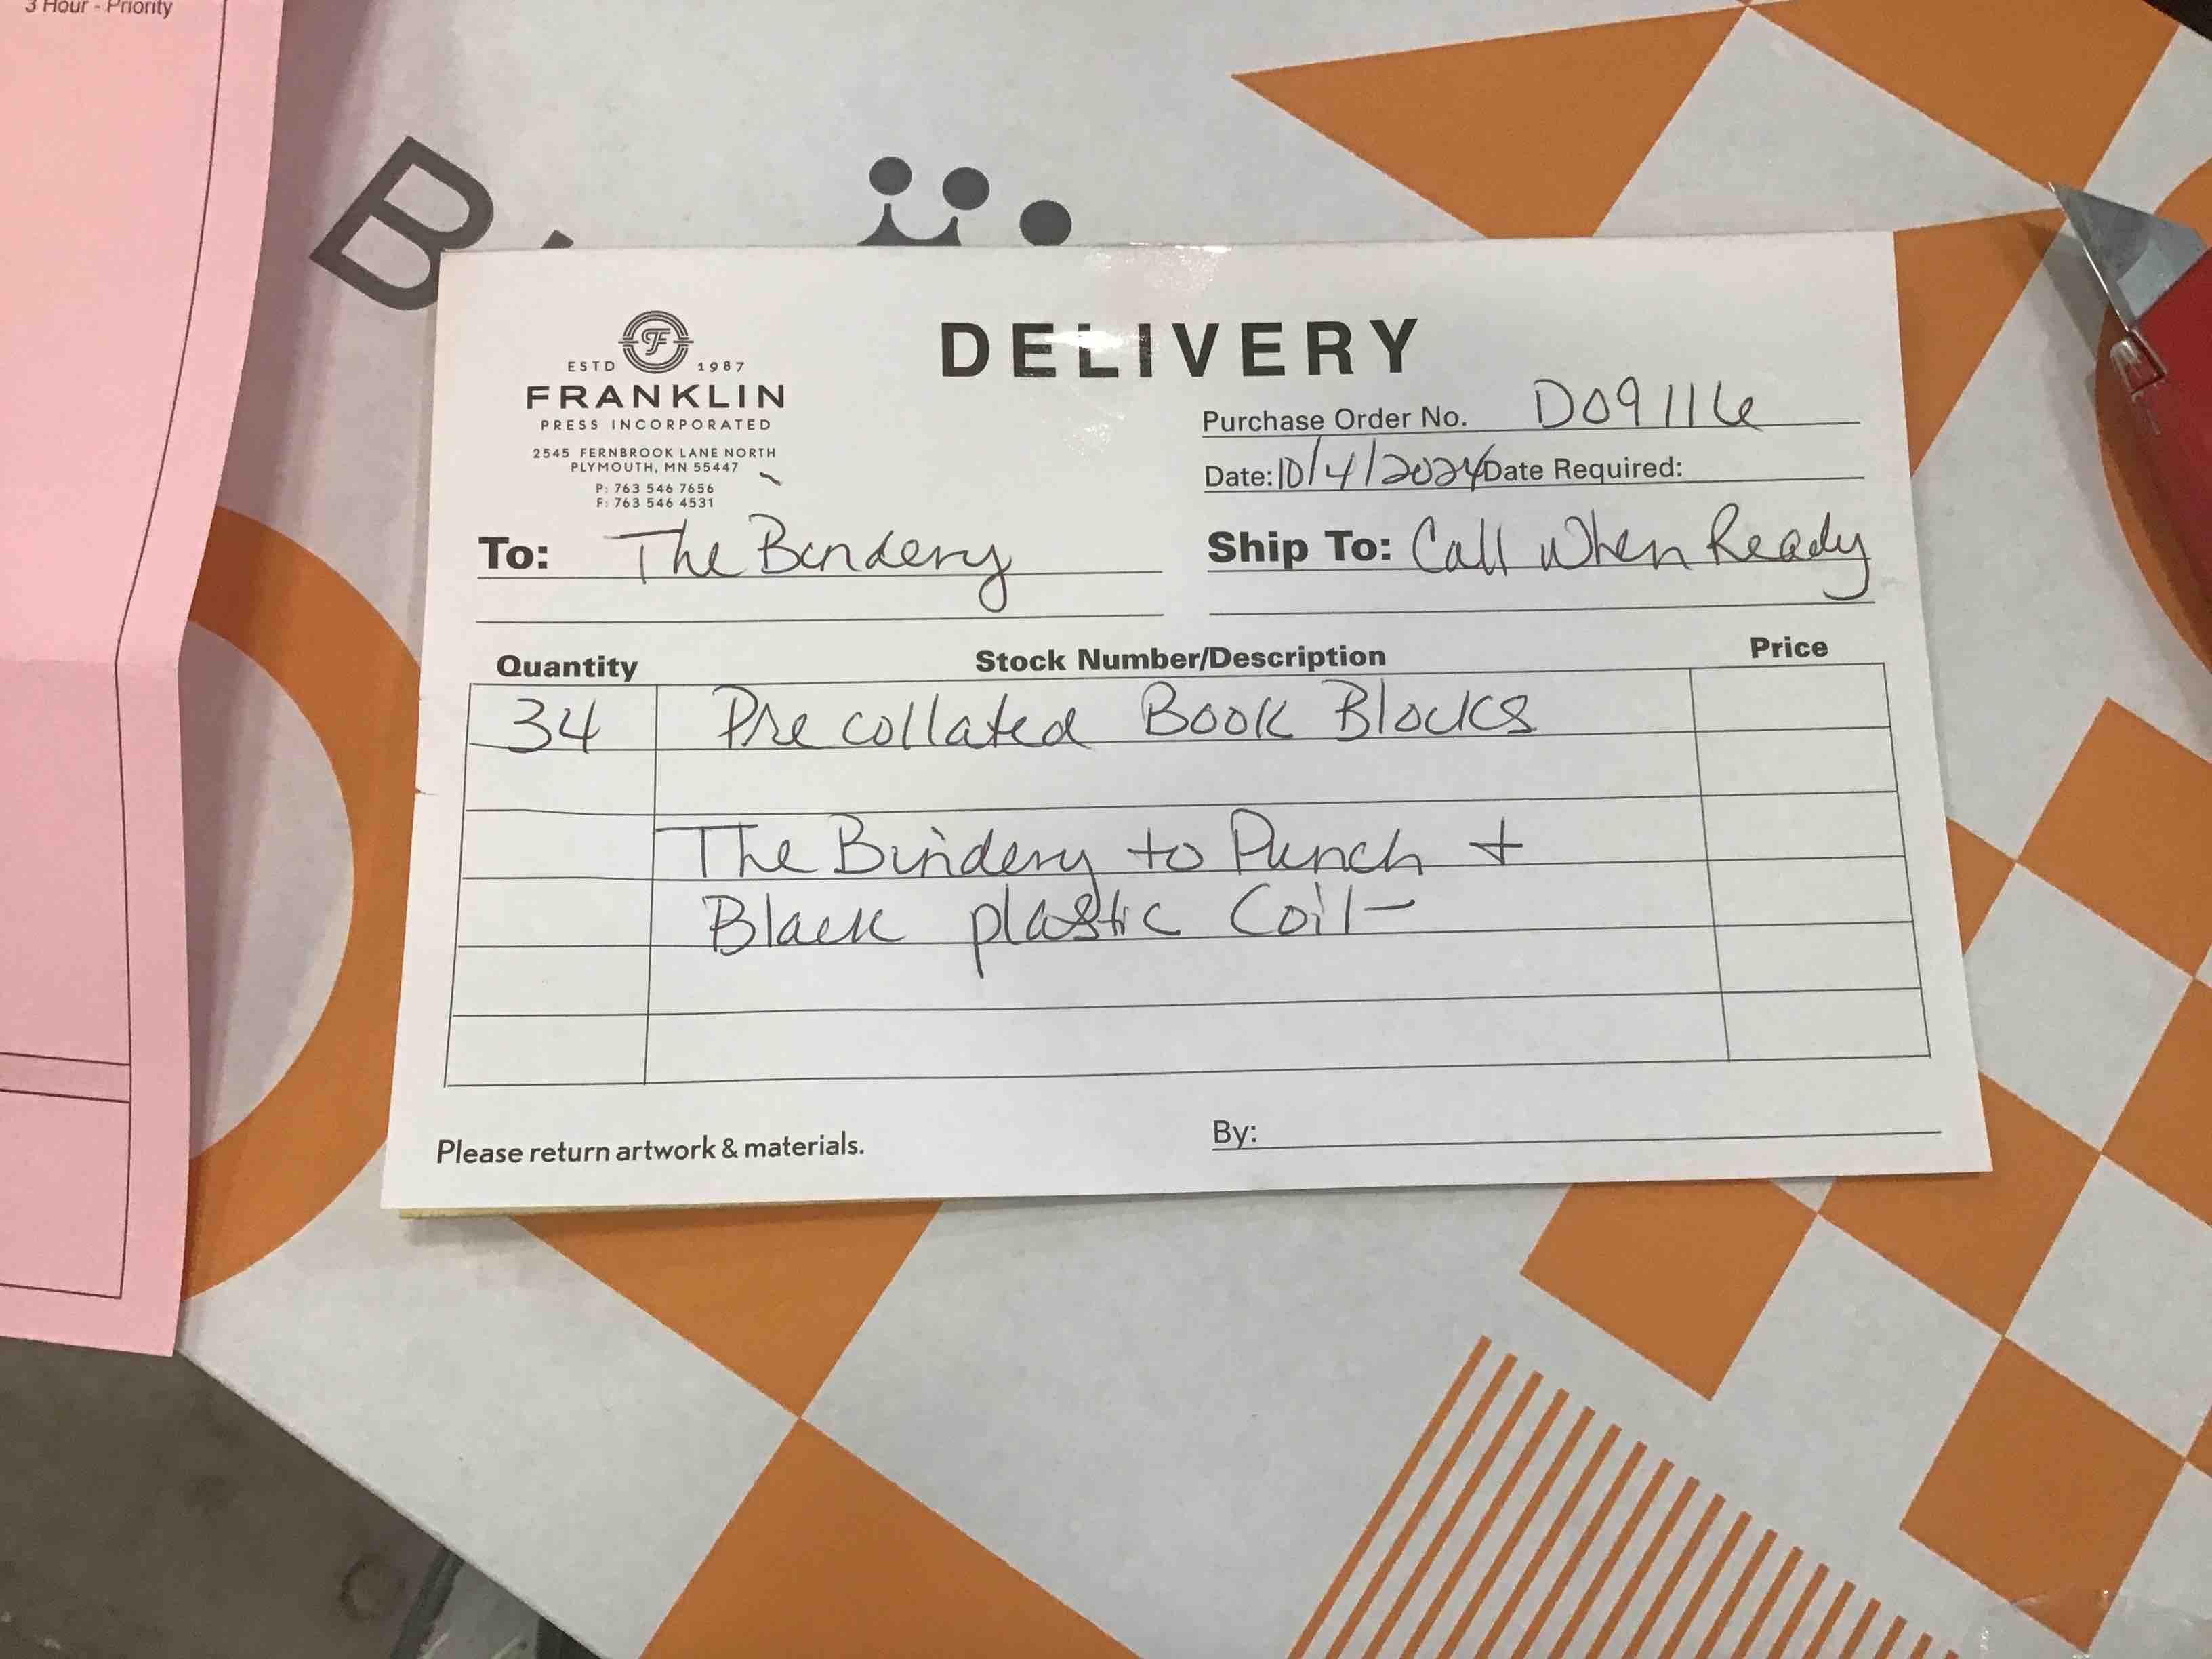 3 Hour - Priority
B
ESTD 1987
F
FRANKLIN
PRESS INCORPORATED
2545 FERNBROOK LANE NORTH
PLYMOUTH, MN 55447
P: 763 546 7656
F: 763 546 4531
DELIVERY
Purchase Order No. D09116
Date: 10/4/2024 Date Required:
To: The Bindery
Ship To: Call When Ready
Quantity Stock Number/Description Price
34 Pre collated Book Blocks
The Bindery to Punch +
Black plastic Coil-
Please return artwork & materials.
By: